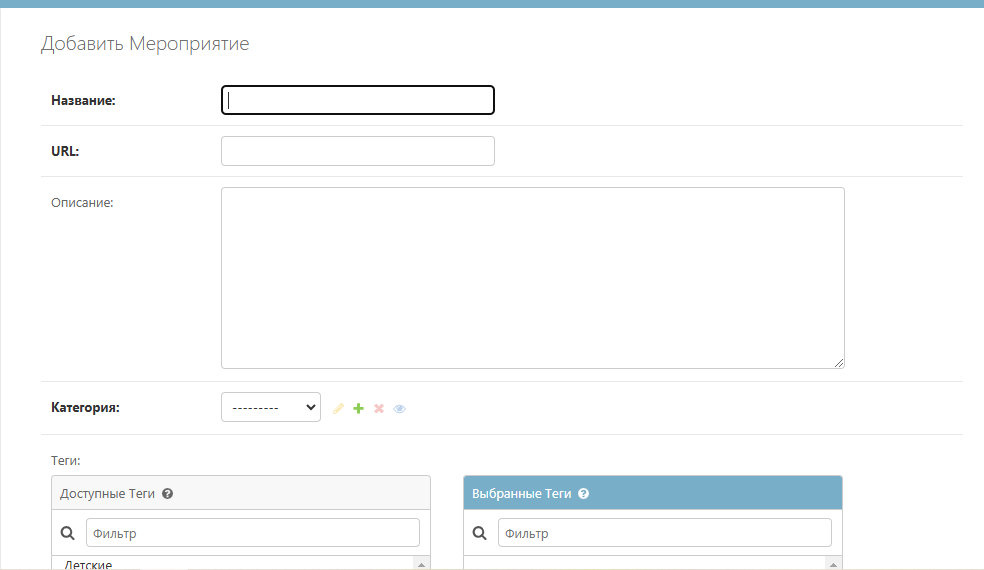 Добавить Мероприятие
Название:
URL:
Описание:
Категория: ---------
Теги:
Доступные Теги ?
Выбранные Теги ?
Фильтр
Фильтр
Детские